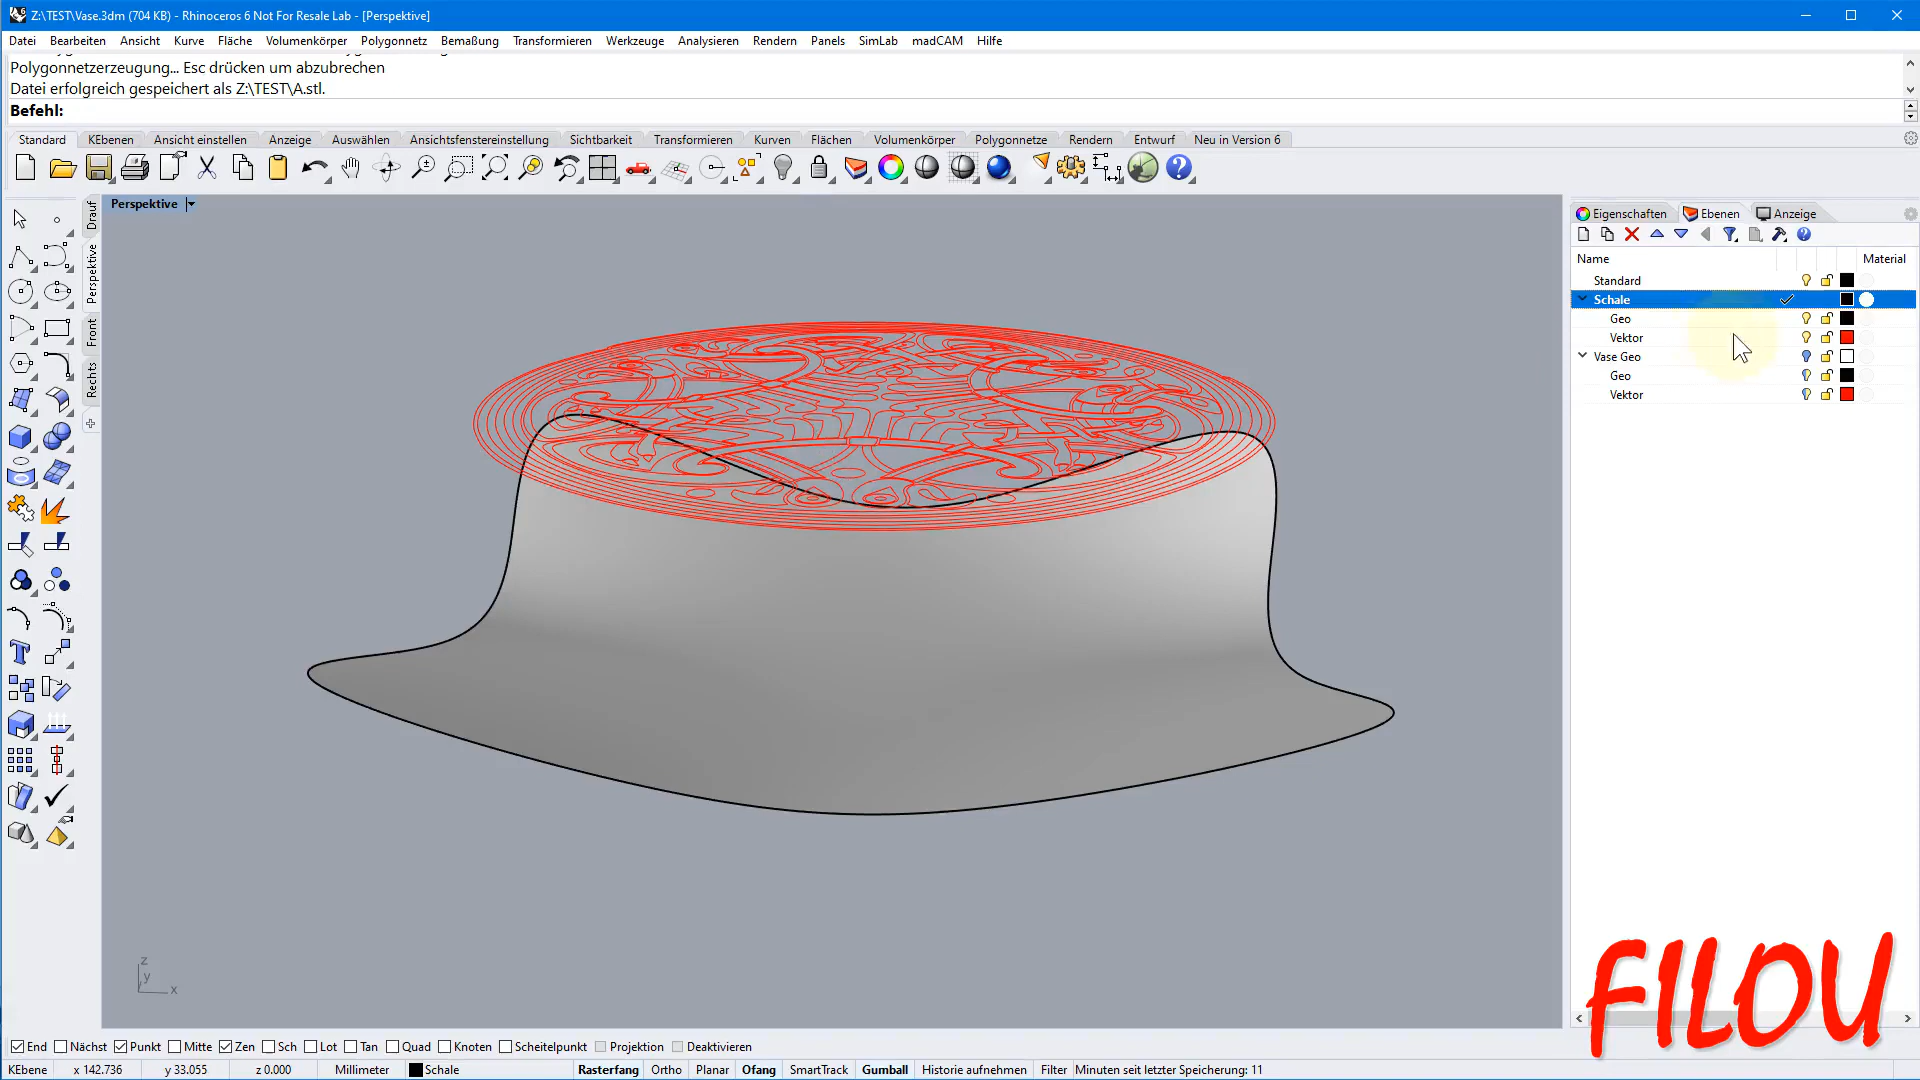 Z:\TEST\Vase.3dm (704 KB) - Rhinoceros 6 Not For Resale Lab - [Perspektive]
Datei Bearbeiten Ansicht Kurve Fläche Volumenkörper Polygonnetz Bemaßung Transformieren Werkzeuge Analysieren Rendern Panels SimLab madCAM Hilfe
Polygonnetzerzeugung... Esc drücken um abzubrechen
Datei erfolgreich gespeichert als Z:\TEST\A.stl.
Befehl:
Standard KEbenen Ansicht einstellen Anzeige Auswählen Ansichtsfenstereinstellung Sichtbarkeit Transformieren Kurven Flächen Volumenkörper Polygonnetze Rendern Entwurf Neu in Version 6
Perspektive
Drauf
Perspektive
Front
Rechts
Eigenschaften Ebenen Anzeige
Name Material
Standard
Schale
Geo
Vektor
Vase Geo
Geo
Vektor
z
y
x
FILOU
End Nächst Punkt Mitte Zen Sch Lot Tan Quad Knoten Scheitelpunkt Projektion Deaktivieren
KEbene x 142.736 y 33.055 z 0.000 Millimeter Schale Rasterfang Ortho Planar Ofang SmartTrack Gumball Historie aufnehmen Filter Minuten seit letzter Speicherung: 11